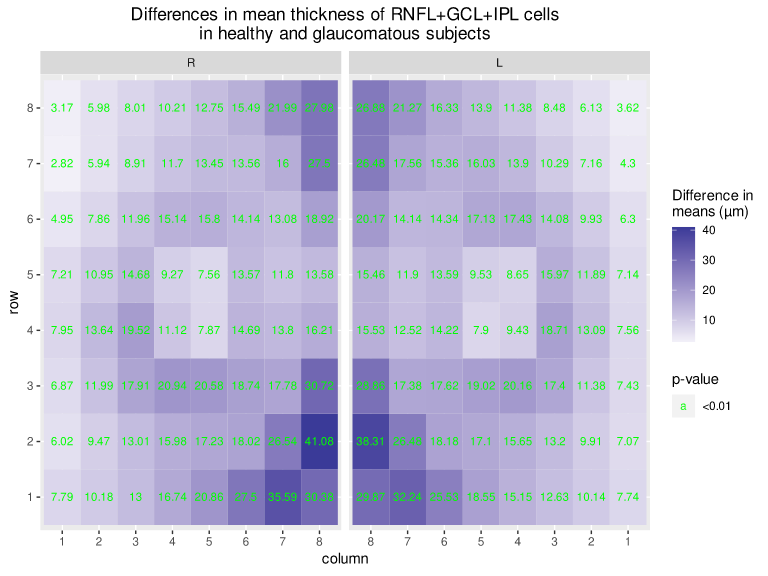 Differences in mean thickness of RNFL+GCL+IPL cells
in healthy and glaucomatous subjects
R L
8 3.17 5.98 8.01 10.21 12.75 15.49 16.33 13.9 11.38 8.48 6.13 3.62
7 2.82 5.94 8.91 11.7 13.45 13.56 16 27.5 17.56 15.36 16.03 13.9 10.29 7.16 4.3
6 4.95 7.86 11.96 15.14 15.8 14.14 13.08 18.92 20.17 14.14 14.34 17.13 17.43 14.08 9.93 6.3
5 7.21 10.95 14.68 9.27 7.56 13.57 11.8 13.58 15.46 11.9 13.59 9.53 8.65 15.97 11.89 7.14
4 7.95 13.64 19.52 11.12 7.67 14.69 13.8 16.21 15.53 12.52 14.22 7.9 9.43 18.71 13.09 7.56
3 6.87 11.99 17.91 18.74 17.78 30.72 28.86 17.38 17.62 19.02 20.16 17.4 11.38 7.43
2 6.02 9.47 13.01 15.98 17.23 18.02 41.08 38.31 26.48 18.18 17.1 15.65 13.2 9.91 7.07
1 7.79 10.18 13 16.74 27.6 35.59 30.38 29.87 32.24 18.55 15.15 12.63 10.14 7.74
1 2 3 4 5 6 7 8 8 7 6 5 4 3 2 1
column
row
Difference in
means (μm)
40
30
20
10
p-value
a <0.01